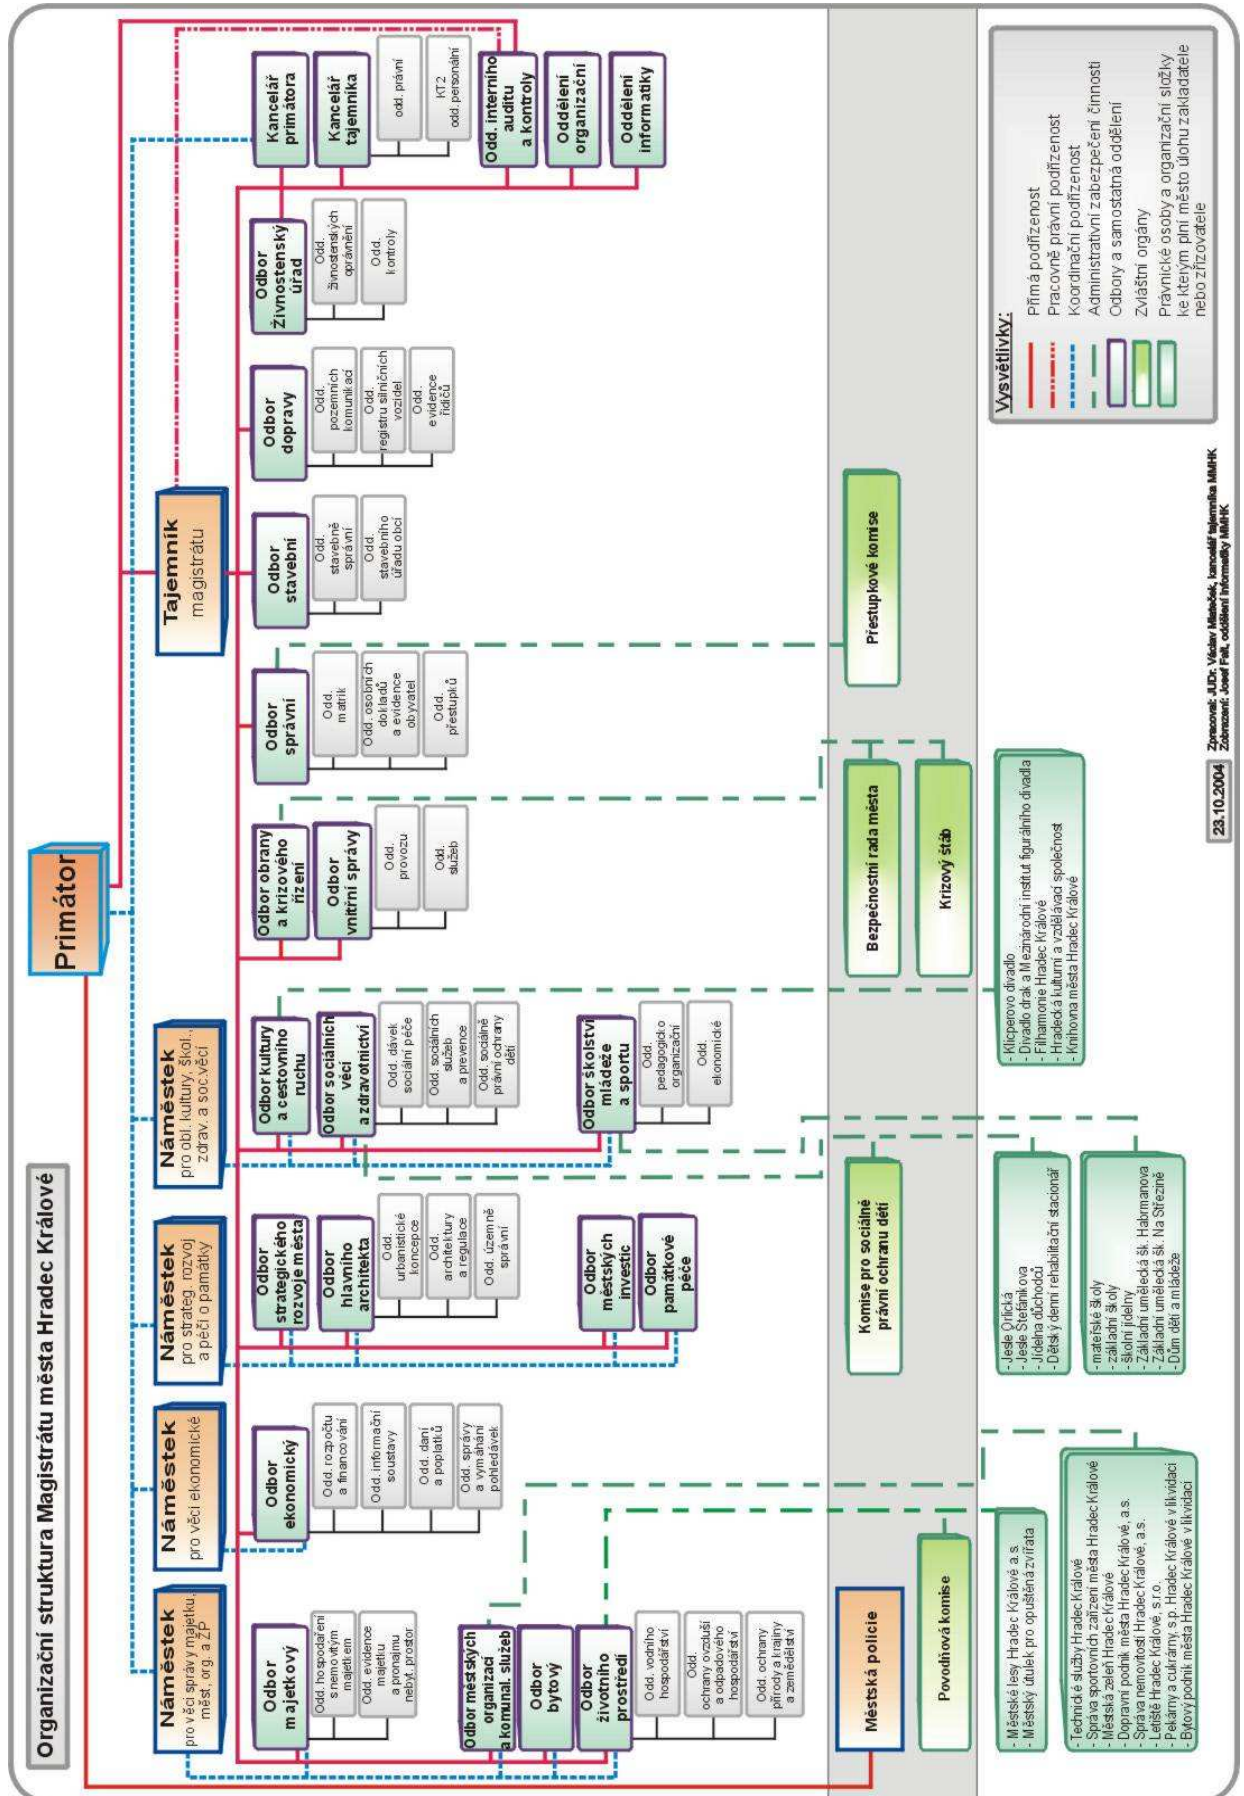 Organizační struktura Magistrátu města Hradec Králové
Primátor
Náměstek
pro věci správy majetku,
měst, org. a ŽP
Náměstek
pro věci ekonomické
Náměstek
pro strateg. rozvoj
a péči o památky
Náměstek
pro obl. kultury, škol.,
zdrav. a soc.věcí
Tajemník
magistrátu
Odbor
majetkový
Odd. hospodaření
s nemovitým
majetkem
Odd. evidence
majetku
a pronajmu
nebyt. prostor
Odbor městských
organizací
a komunal. služeb
Odbor
bytový
Odbor
životního
prostředí
Odd. vodního
hospodářství
Odd.
ochrany ovzduší
a odpadového
hospodářství
Odd. ochrany
přírody a krajiny
a zemědělství
Odbor
ekonomický
Odd. rozpočtu
a financování
Odd. informační
soustavy
Odd. daní
a poplatků
Odd. správy
a vymáhání
pohledávek
Odbor
strategického
rozvoje města
Odbor
hlavního
architekta
Odd.
urbanistické
koncepce
Odd.
architektury
a regulace
Odd. územně
správní
Odbor
městských
investic
Odbor
památkové
péče
Odbor kultury
a cestovního
ruchu
Odbor sociálních
věcí
a zdravotnictví
Odd. dávek
sociální péče
Odd. sociálních
služeb
a prevence
Odd. sociálně
právní ochrany
dětí
Odbor školství
mládeže
a sportu
Odd.
pedagogicko
organizační
Odd.
ekonomické
Odbor obrany
a krizového
řízení
Odbor
vnitřní správy
Odd.
provozu
Odd.
služeb
Odbor
správní
Odd.
matrik
Odd. osobních
dokladů
a evidence
obyvatel
Odd.
přestupků
Odbor
stavební
Odd.
stavebně
správní
Odd.
stavebního
úřadu obcí
Odbor
dopravy
Odd.
pozemních
komunikací
Odd.
registru silničních
vozidel
Odd.
evidence
řidičů
Odbor
živnostenský
úřad
Odd.
živnostenských
oprávnění
Odd.
kontroly
Kancelář
primátora
Kancelář
tajemníka
odd. právní
KT2
odd. personální
Odd. interního
auditu
a kontroly
Oddělení
organizační
Oddělení
informatiky
Městská policie
Povodňová komise
Komise pro sociálně
právní ochranu dětí
Bezpečnostní rada města
Krizový štáb
Přestupkové komise
- Městské lesy Hradec Králové a.s.
- Městský útulek pro opuštěná zvířata
- Technické služby Hradec Králové
- Správa sportovních zařízení města Hradec Králové
- Městská zeleň Hradec Králové
- Dopravní podnik města Hradec Králové, a.s.
- Správa nemovitostí Hradec Králové, a.s.
- Letiště Hradec Králové, s.r.o.
- Pekárny a cukrárny, s.p. Hradec Králové v likvidaci
- Bytový podnik města Hradec Králové v likvidaci
- Jesle Orlická
- Jesle Štefánikova
- Jídelna důchodců
- Dětský denní rehabilitační stacionář
- mateřské školy
- základní školy
- školní jídelny
- Základní umělecká šk. Habrmanova
- Základní umělecká šk. Na Střezině
- Dům dětí a mládeže
- Klicperovo divadlo
- Divadlo drak a Mezinárodní institut figurálního divadla
- Filharmonie Hradec Králové
- Hradecká kulturní a vzdělávací společnost
- Knihovna města Hradec Králové
Vysvětlivky:
Přímá podřízenost
Pracovně právní podřízenost
Koordinační podřízenost
Administrativní zabezpečení činnosti
Odbory a samostatná oddělení
Zvláštní orgány
Právnické osoby a organizační složky
ke kterým plní město úlohu zakladatele
nebo zřizovatele
23.10.2004
Zpracoval: JUDr. Václav kancelář tajemníka MMHK
Zobrazení: Josef oddělení informatiky MMHK